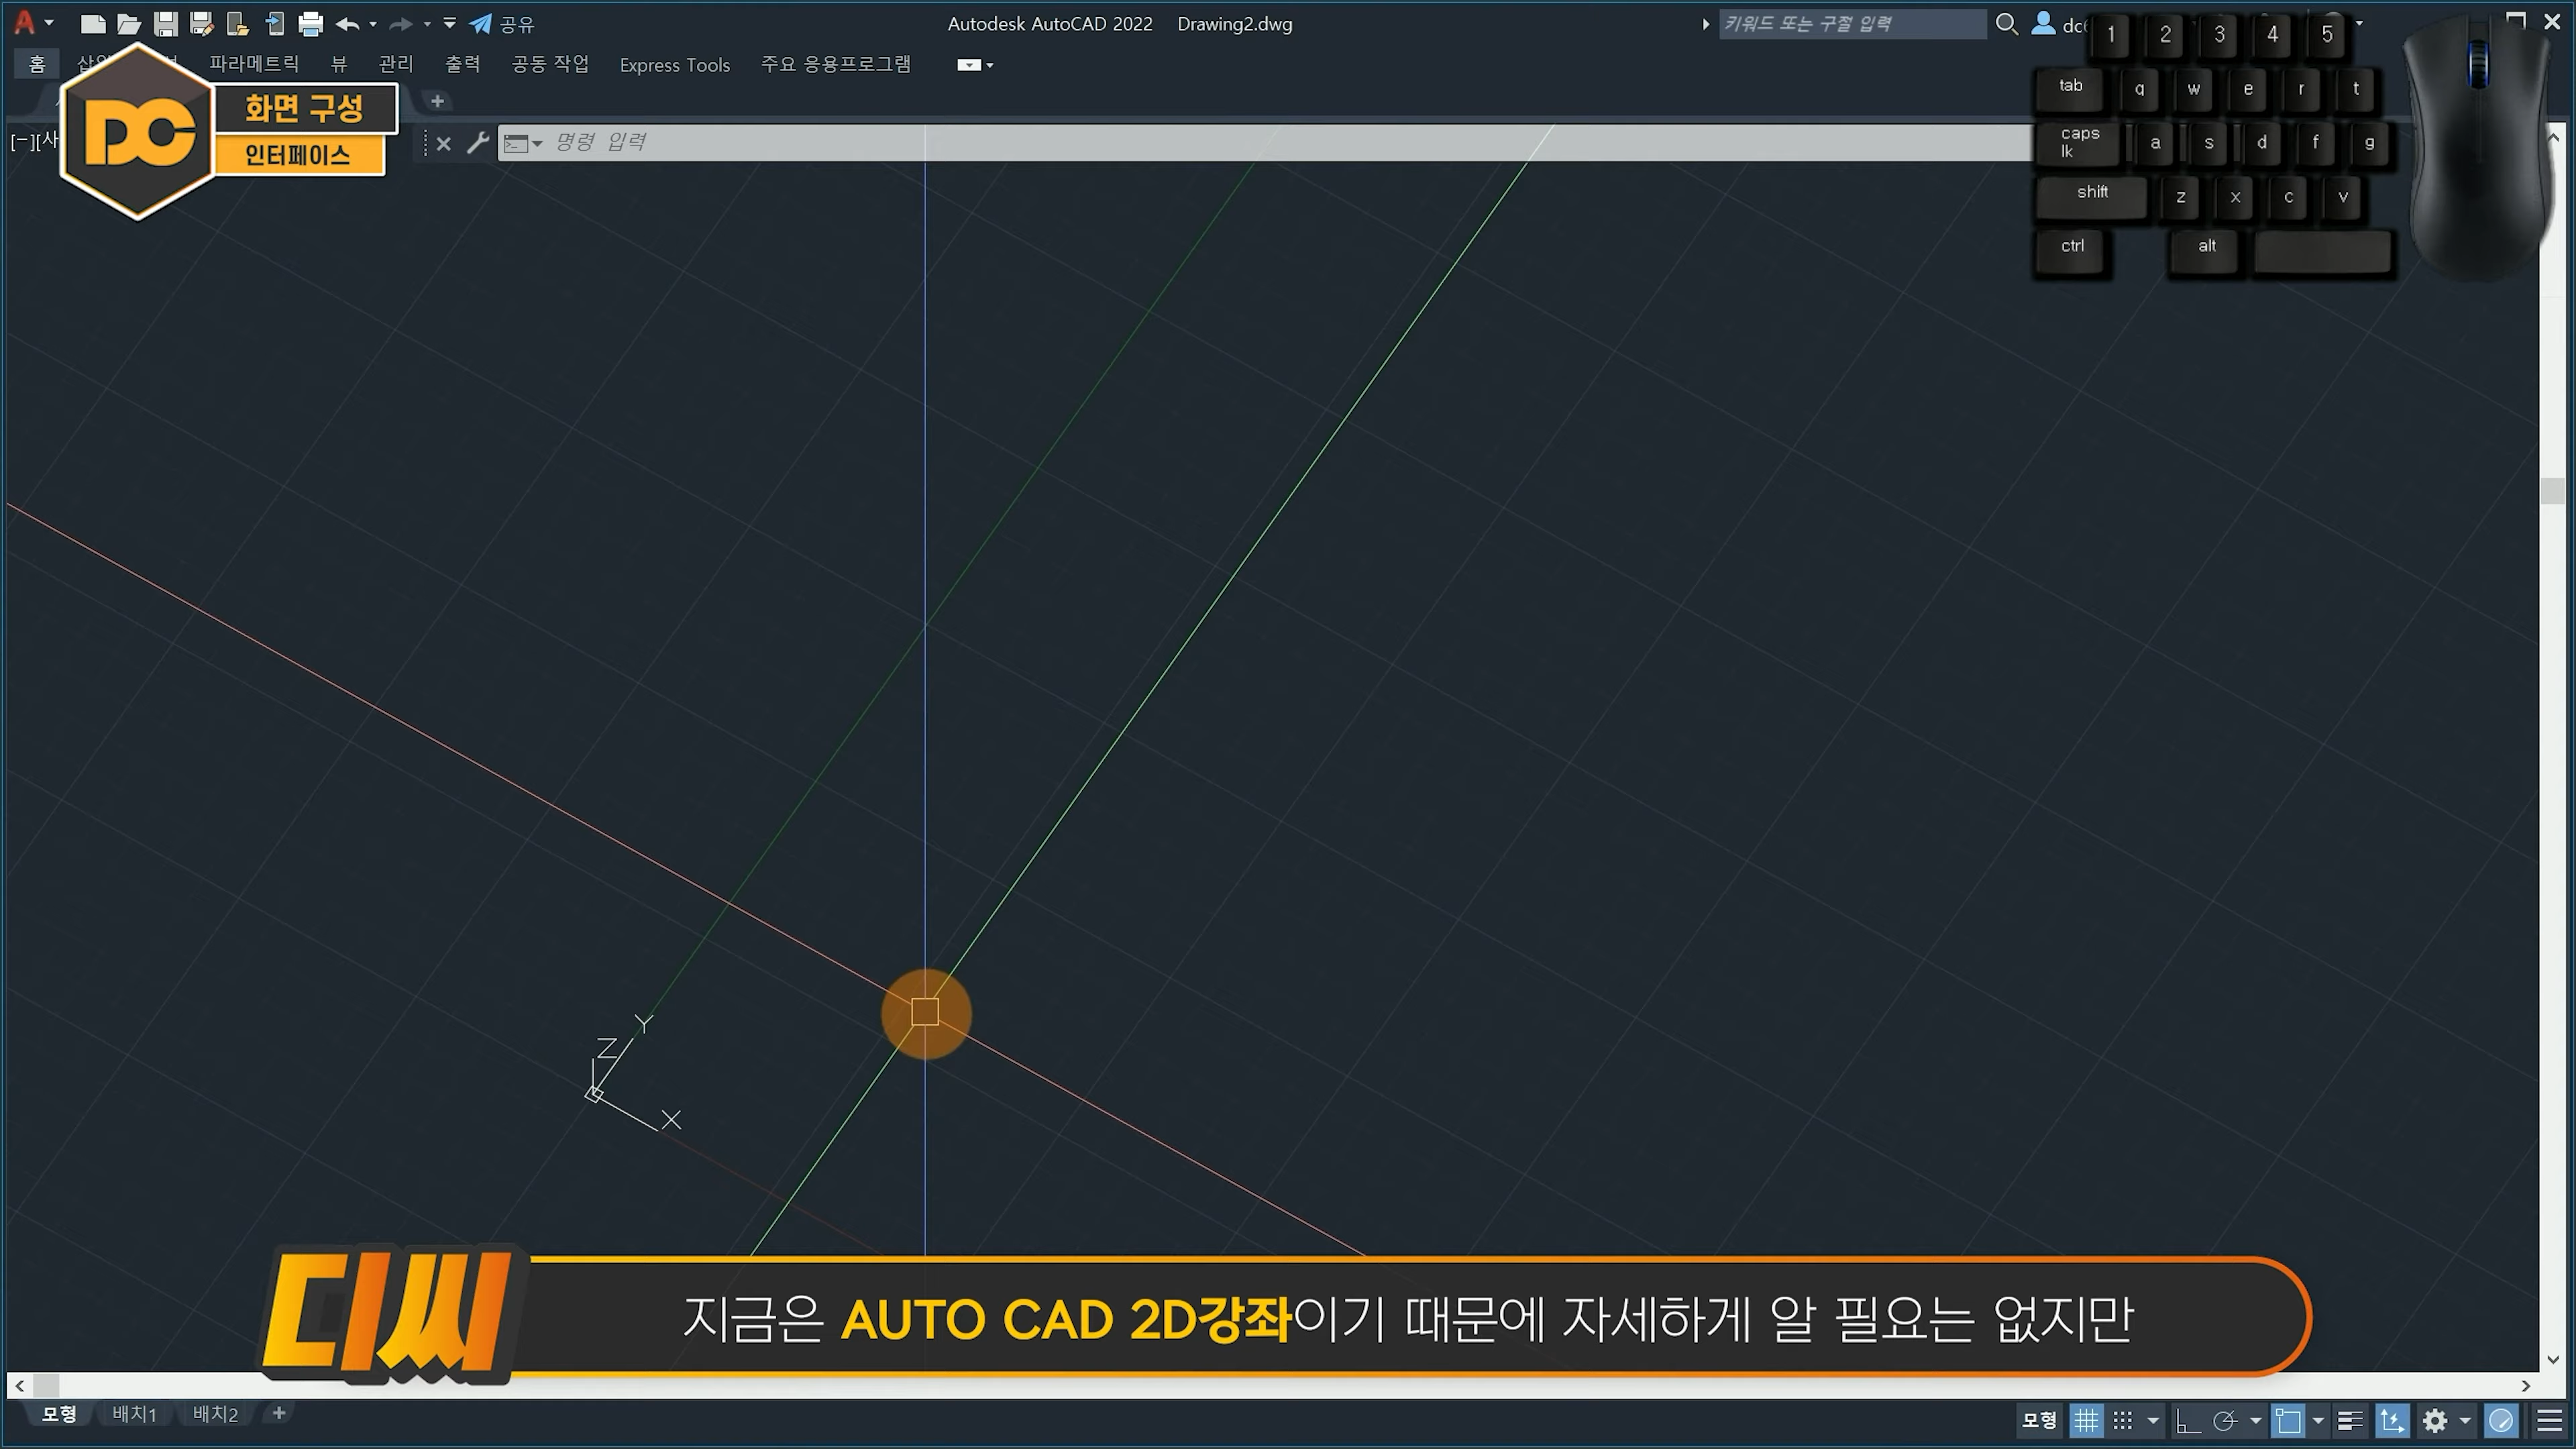 공유
Autodesk AutoCAD 2022 Drawing2.dwg
키워드 또는 구절 입력
홈
파라메트릭
뷰
관리
출력
공동 작업
Express Tools
주요 응용프로그램
DC
화면 구성
인터페이스
명령 입력
1 2 3 4 5
tab q w e r t
caps lk a s d f g
shift z x c v
ctrl alt
Y
Z
X
디씨
지금은 AUTO CAD 2D강좌이기 때문에 자세하게 알 필요는 없지만
모형 배치1 배치2
모형